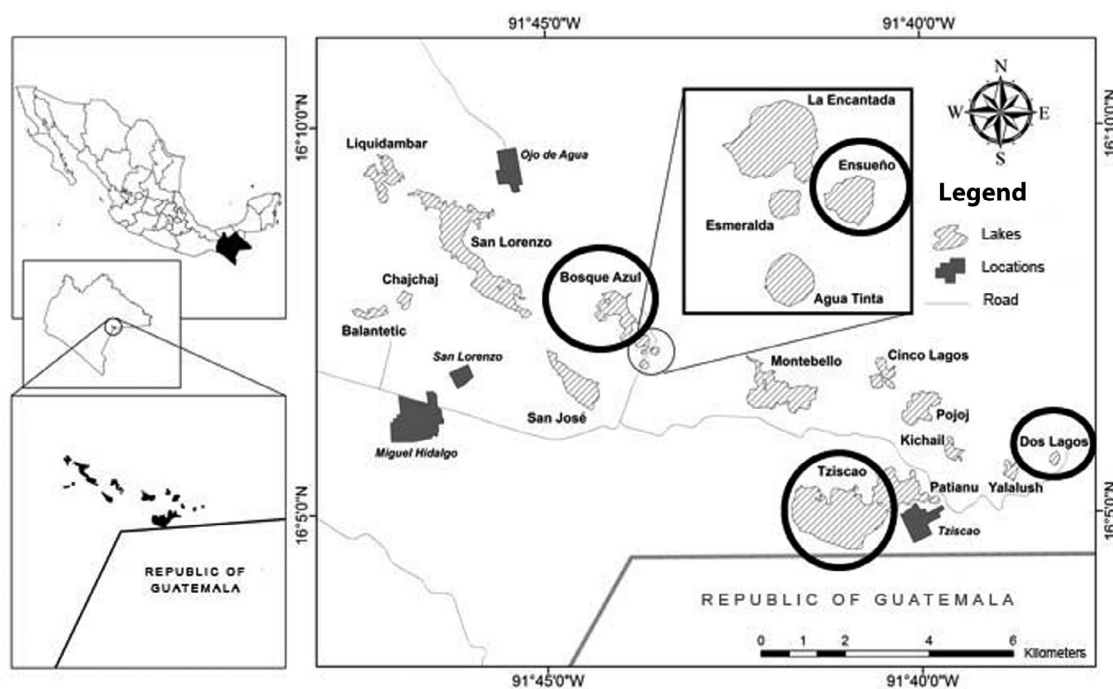 91°45'0"W
91°40'0"W
16°10'0"N
16°10'0"N
La Encantada
N
W
E
S
Liquidambar
Ojo de Agua
Ensueño
Legend
Esmeralda
Lakes
San Lorenzo
Bosque Azul
Locations
Chajchaj
Agua Tinta
Road
Balantetic
San Lorenzo
Montebello
Cinco Lagos
San José
Pojoj
Miguel Hidalgo
Kichail
Dos Lagos
Tziscao
Patianu
Yalalush
16°5'0"N
16°5'0"N
Tziscao
REPUBLIC OF
GUATEMALA
REPUBLIC OF GUATEMALA
0 1 2 4 6
Kilometers
91°45'0"W
91°40'0"W